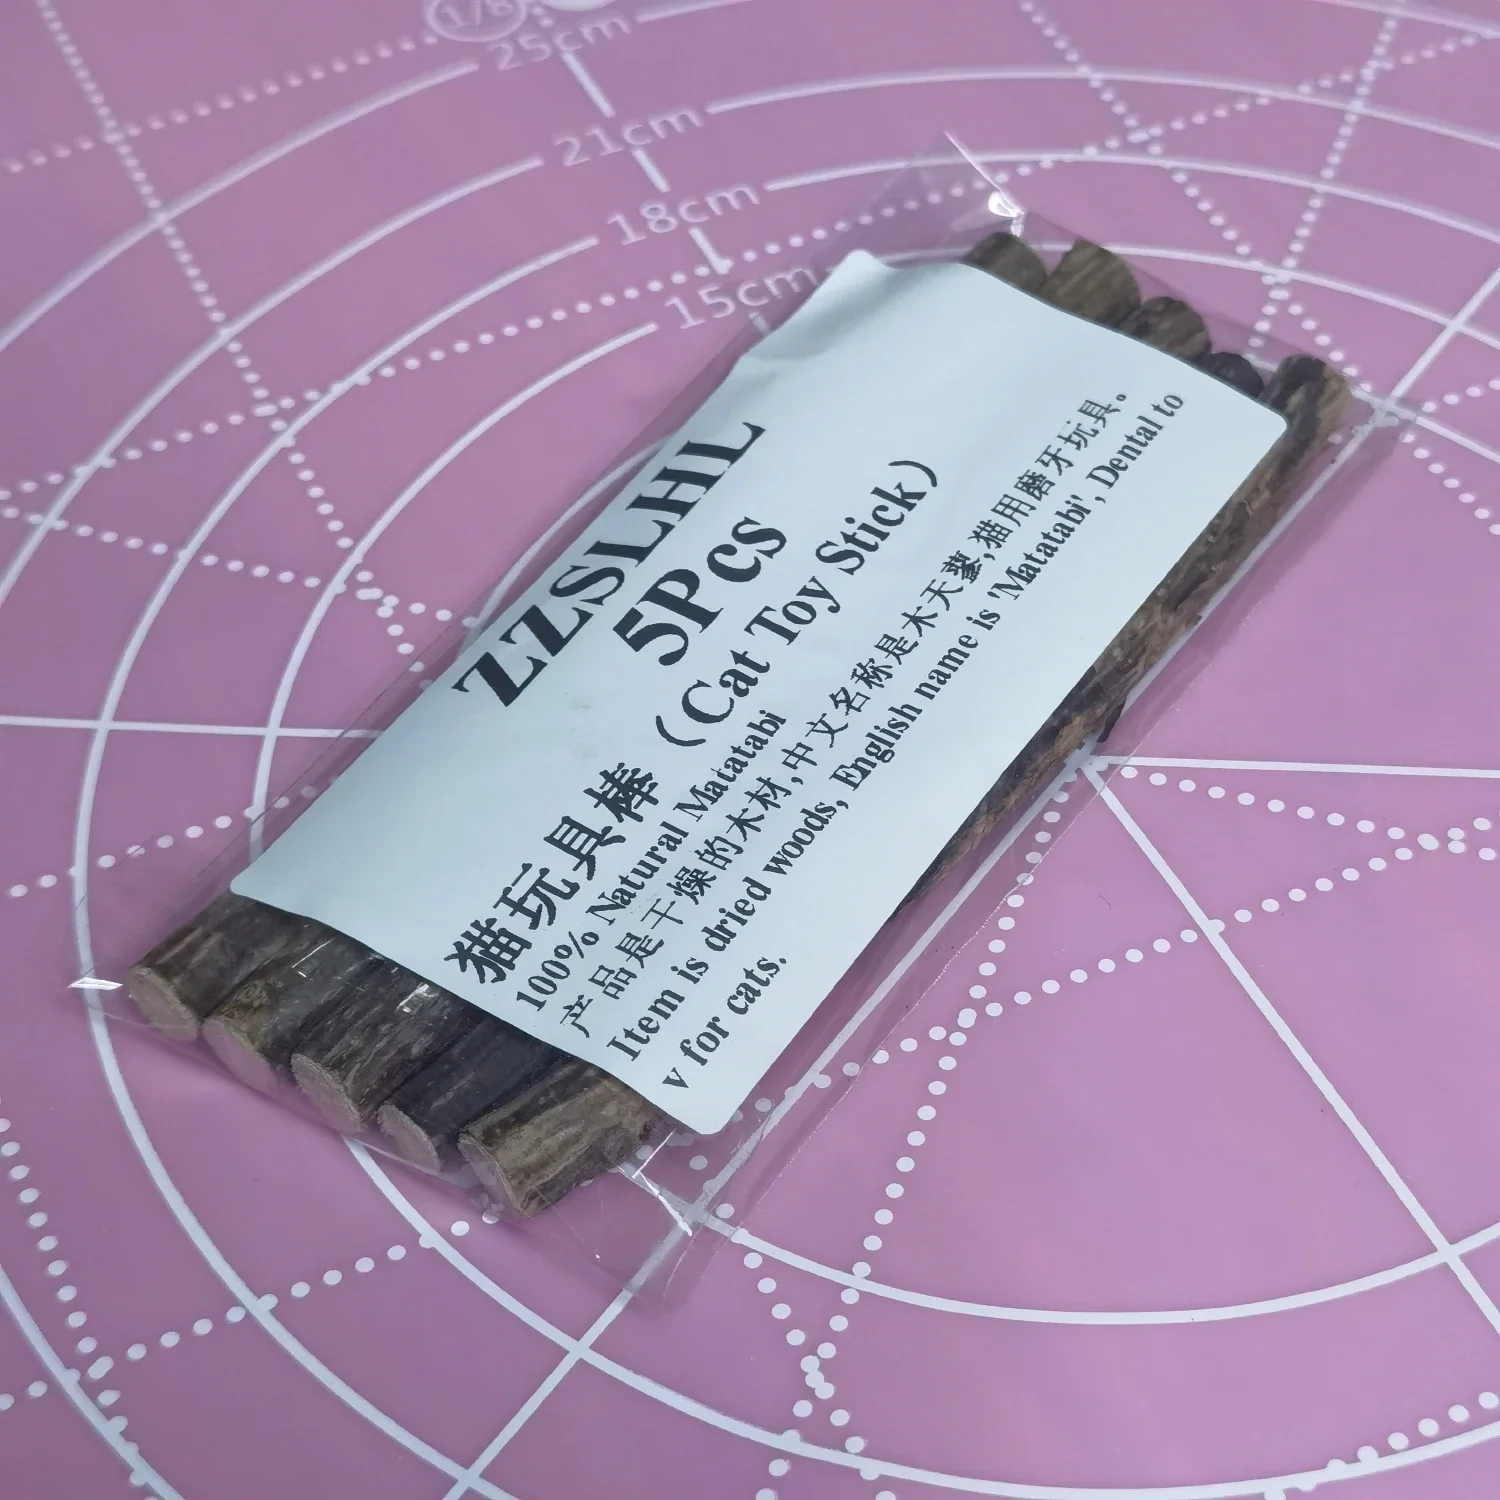 1/8
25cm
21cm
18cm
15cm
ZZSLHL
5Pcs
猫玩具棒（Cat Toy Stick）
100% Natural Matatabi
产品是干燥的木材,中文名称是木天蓼,猫用磨牙玩具。
Item is dried woods, English name is 'Matatabi', Dental to
y for cats.